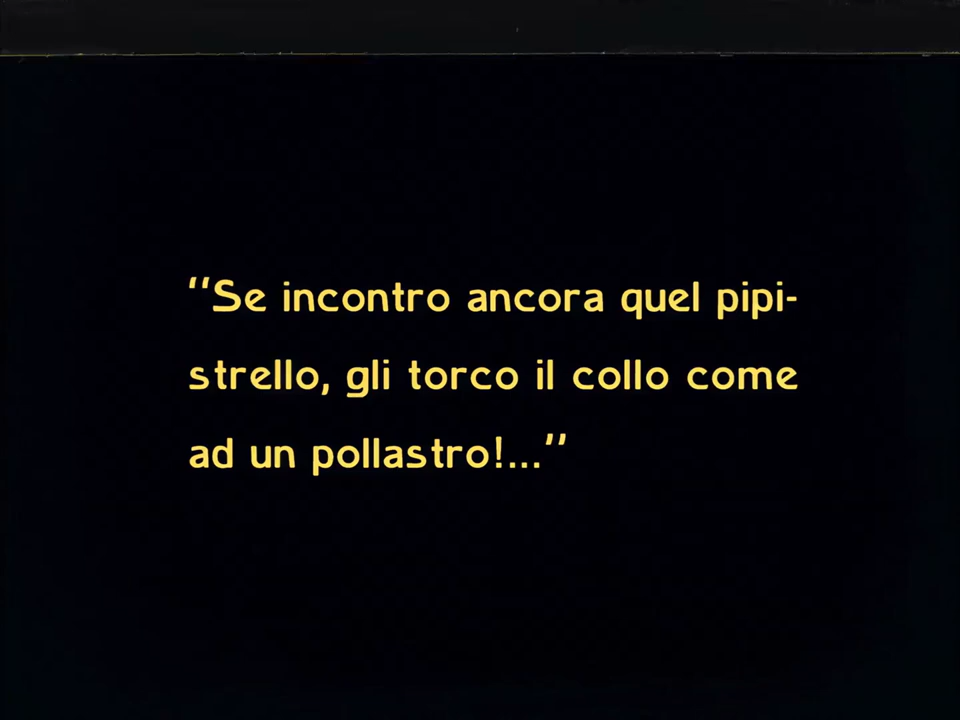 "Se incontro ancora quel pipi-
strello, gli torco il collo come
ad un pollastro!..."